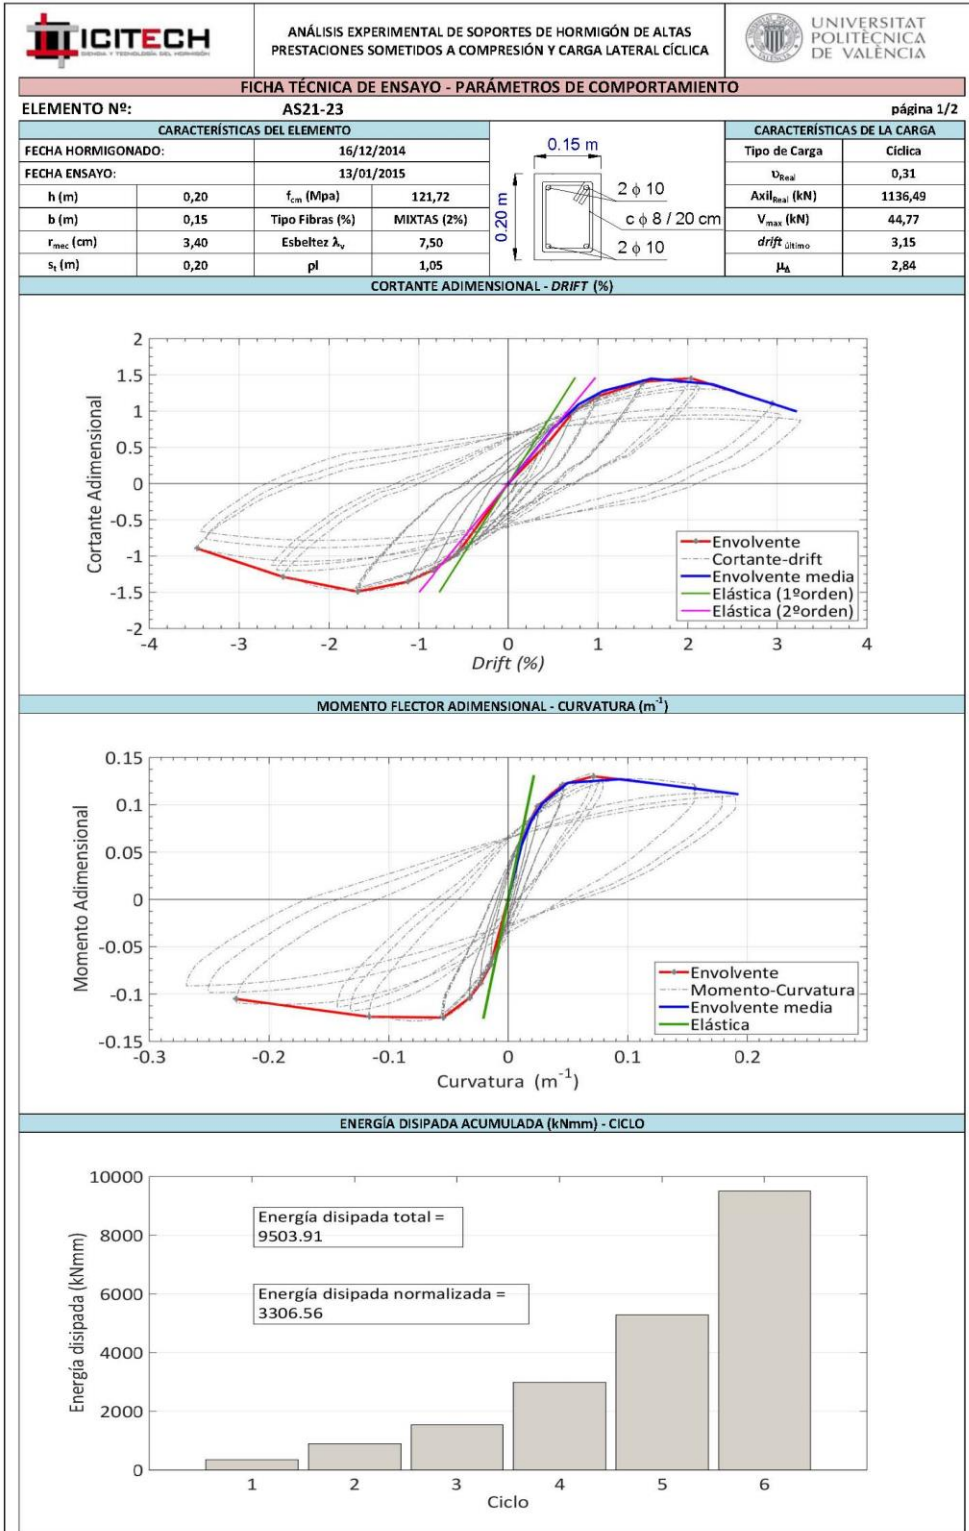 ICITECH
CIENCIA Y TECNOLOGÍA DEL HORMIGÓN
ANÁLISIS EXPERIMENTAL DE SOPORTES DE HORMIGÓN DE ALTAS
PRESTACIONES SOMETIDOS A COMPRESIÓN Y CARGA LATERAL CÍCLICA
UNIVERSITAT
POLITÈCNICA
DE VALÈNCIA
FICHA TÉCNICA DE ENSAYO - PARÁMETROS DE COMPORTAMIENTO
ELEMENTO Nº: AS21-23 página 1/2
CARACTERÍSTICAS DEL ELEMENTO
FECHA HORMIGONADO: 16/12/2014
FECHA ENSAYO: 13/01/2015
h (m) 0,20 fcm (Mpa) 121,72
b (m) 0,15 Tipo Fibras (%) MIXTAS (2%)
rmec (cm) 3,40 Esbeltez λv 7,50
st (m) 0,20 ρl 1,05
0.15 m
0.20 m
2 ϕ 10
c ϕ 8 / 20 cm
2 ϕ 10
CARACTERÍSTICAS DE LA CARGA
Tipo de Carga Cíclica
υReal 0,31
AxilReal (kN) 1136,49
Vmax (kN) 44,77
drift último 3,15
μΔ 2,84
CORTANTE ADIMENSIONAL - DRIFT (%)
Cortante Adimensional
2
1.5
1
0.5
0
-0.5
-1
-1.5
-2
-4 -3 -2 -1 0 1 2 3 4
Drift (%)
Envolvente
Cortante-drift
Envolvente media
Elástica (1ºorden)
Elástica (2ºorden)
MOMENTO FLECTOR ADIMENSIONAL - CURVATURA (m-1)
Momento Adimensional
0.15
0.1
0.05
0
-0.05
-0.1
-0.15
-0.3 -0.2 -0.1 0 0.1 0.2
Curvatura (m-1)
Envolvente
Momento-Curvatura
Envolvente media
Elástica
ENERGÍA DISIPADA ACUMULADA (kNmm) - CICLO
Energía disipada (kNmm)
10000
8000
6000
4000
2000
0
Energía disipada total =
9503.91
Energía disipada normalizada =
3306.56
1 2 3 4 5 6
Ciclo